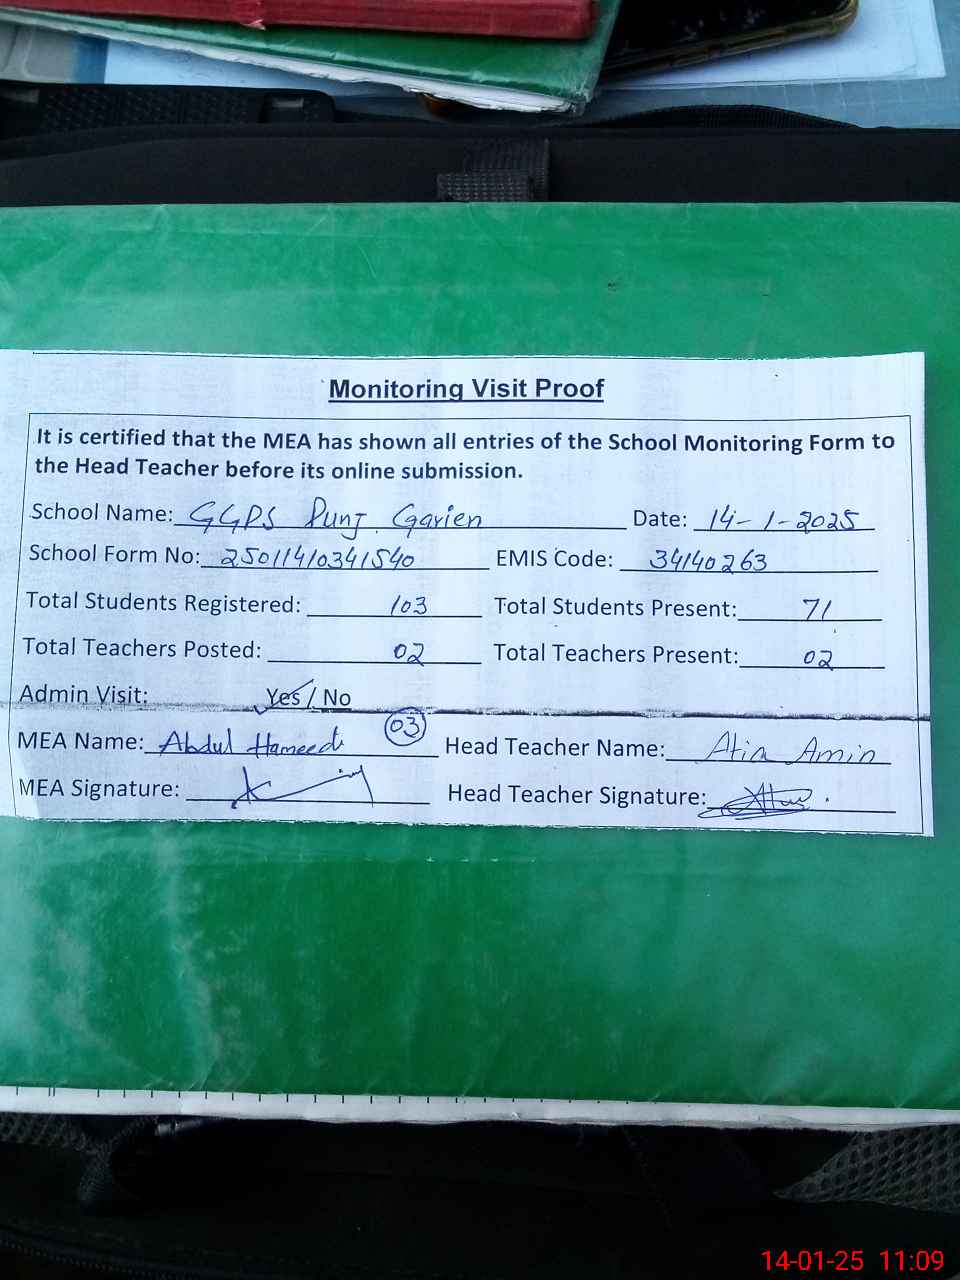 Monitoring Visit Proof
It is certified that the MEA has shown all entries of the School Monitoring Form to
the Head Teacher before its online submission.
School Name: GGPS Punj Garien Date: 14-1-2025
School Form No: 25011410341540 EMIS Code: 34140263
Total Students Registered: 103 Total Students Present: 71
Total Teachers Posted: 02 Total Teachers Present: 02
Admin Visit: Yes / No
03
MEA Name: Abdul Hameed Head Teacher Name: Atia Amin
MEA Signature: Head Teacher Signature:
14-01-25 11:09